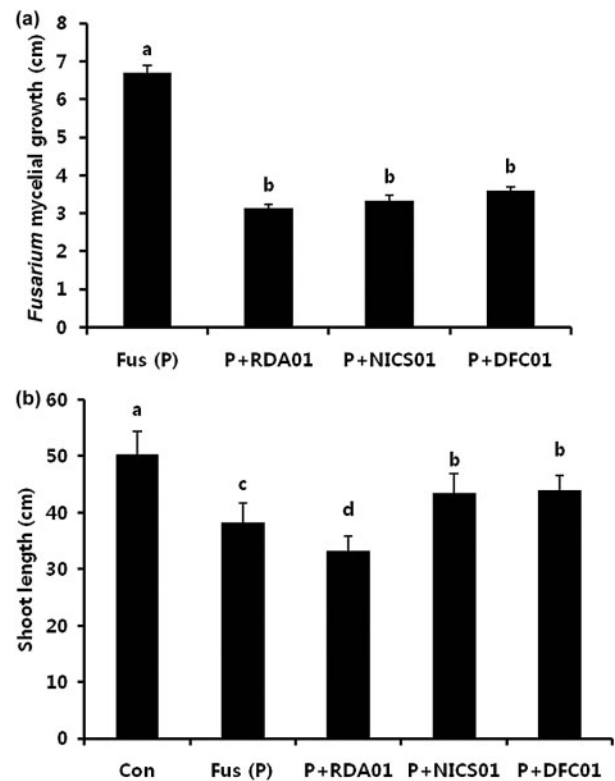 (a)
Fusarium mycelial growth (cm)
8
7
6
5
4
3
2
1
0
a
b
b
b
Fus (P)
P+RDA01
P+NICS01
P+DFC01
(b)
Shoot length (cm)
60
50
40
30
20
10
0
a
c
d
b
b
Con
Fus (P)
P+RDA01
P+NICS01
P+DFC01